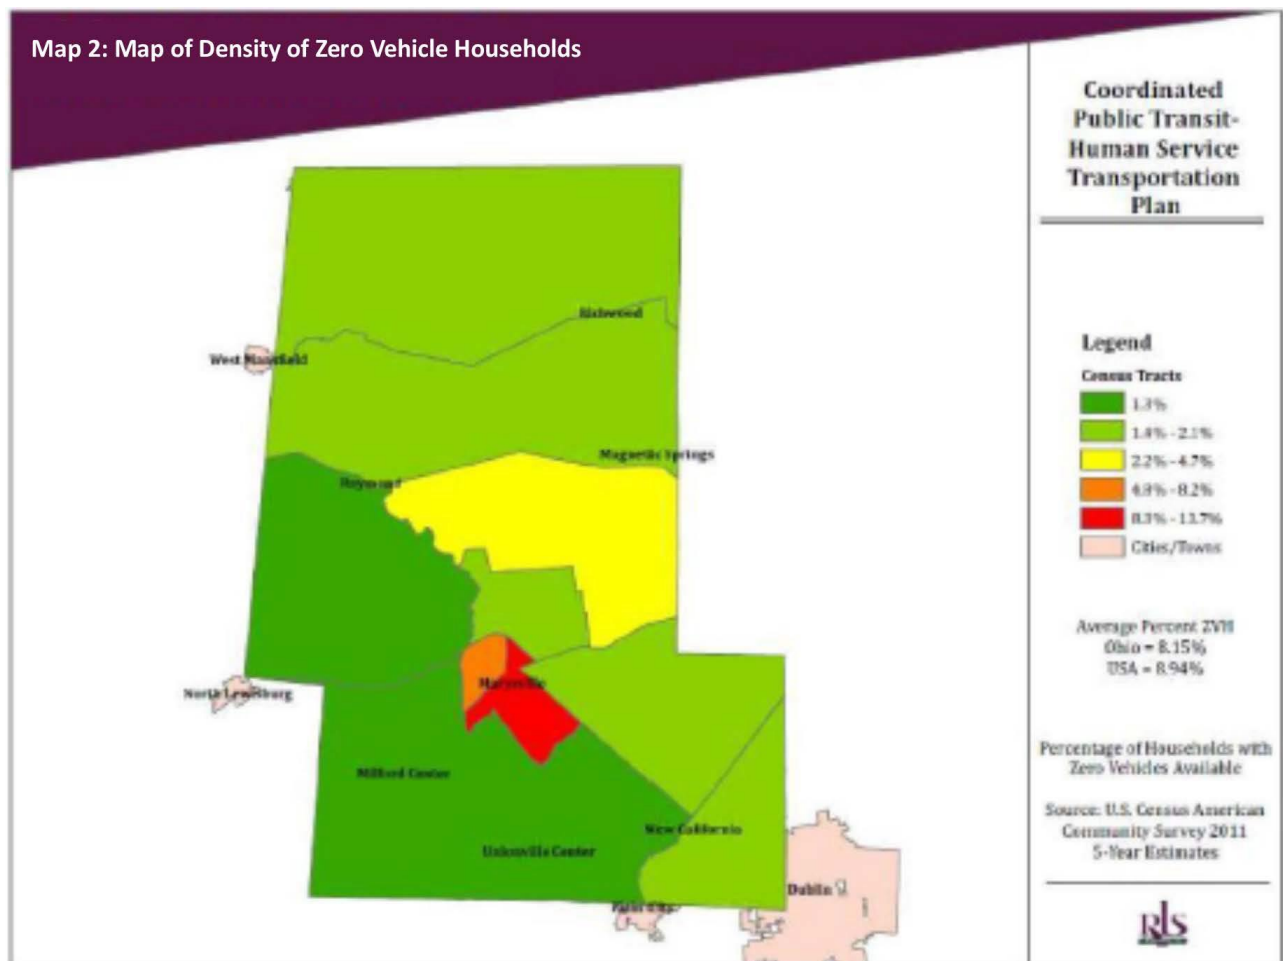 Map 2: Map of Density of Zero Vehicle Households
Coordinated
Public Transit-
Human Service
Transportation
Plan
Richwood
West Mansfield
Magnetic Springs
Raymond
North Lewisburg
Marysville
Milford Center
New California
Unionville Center
Dublin
Plain City
Legend
Census Tracts
1.3%
1.4% - 2.1%
2.2% - 4.7%
4.8% - 8.2%
8.3% - 13.7%
Cities/Towns
Average Percent ZVH
Ohio = 8.15%
USA = 8.94%
Percentage of Households with
Zero Vehicles Available
Source: U.S. Census American
Community Survey 2011
5-Year Estimates
RLS